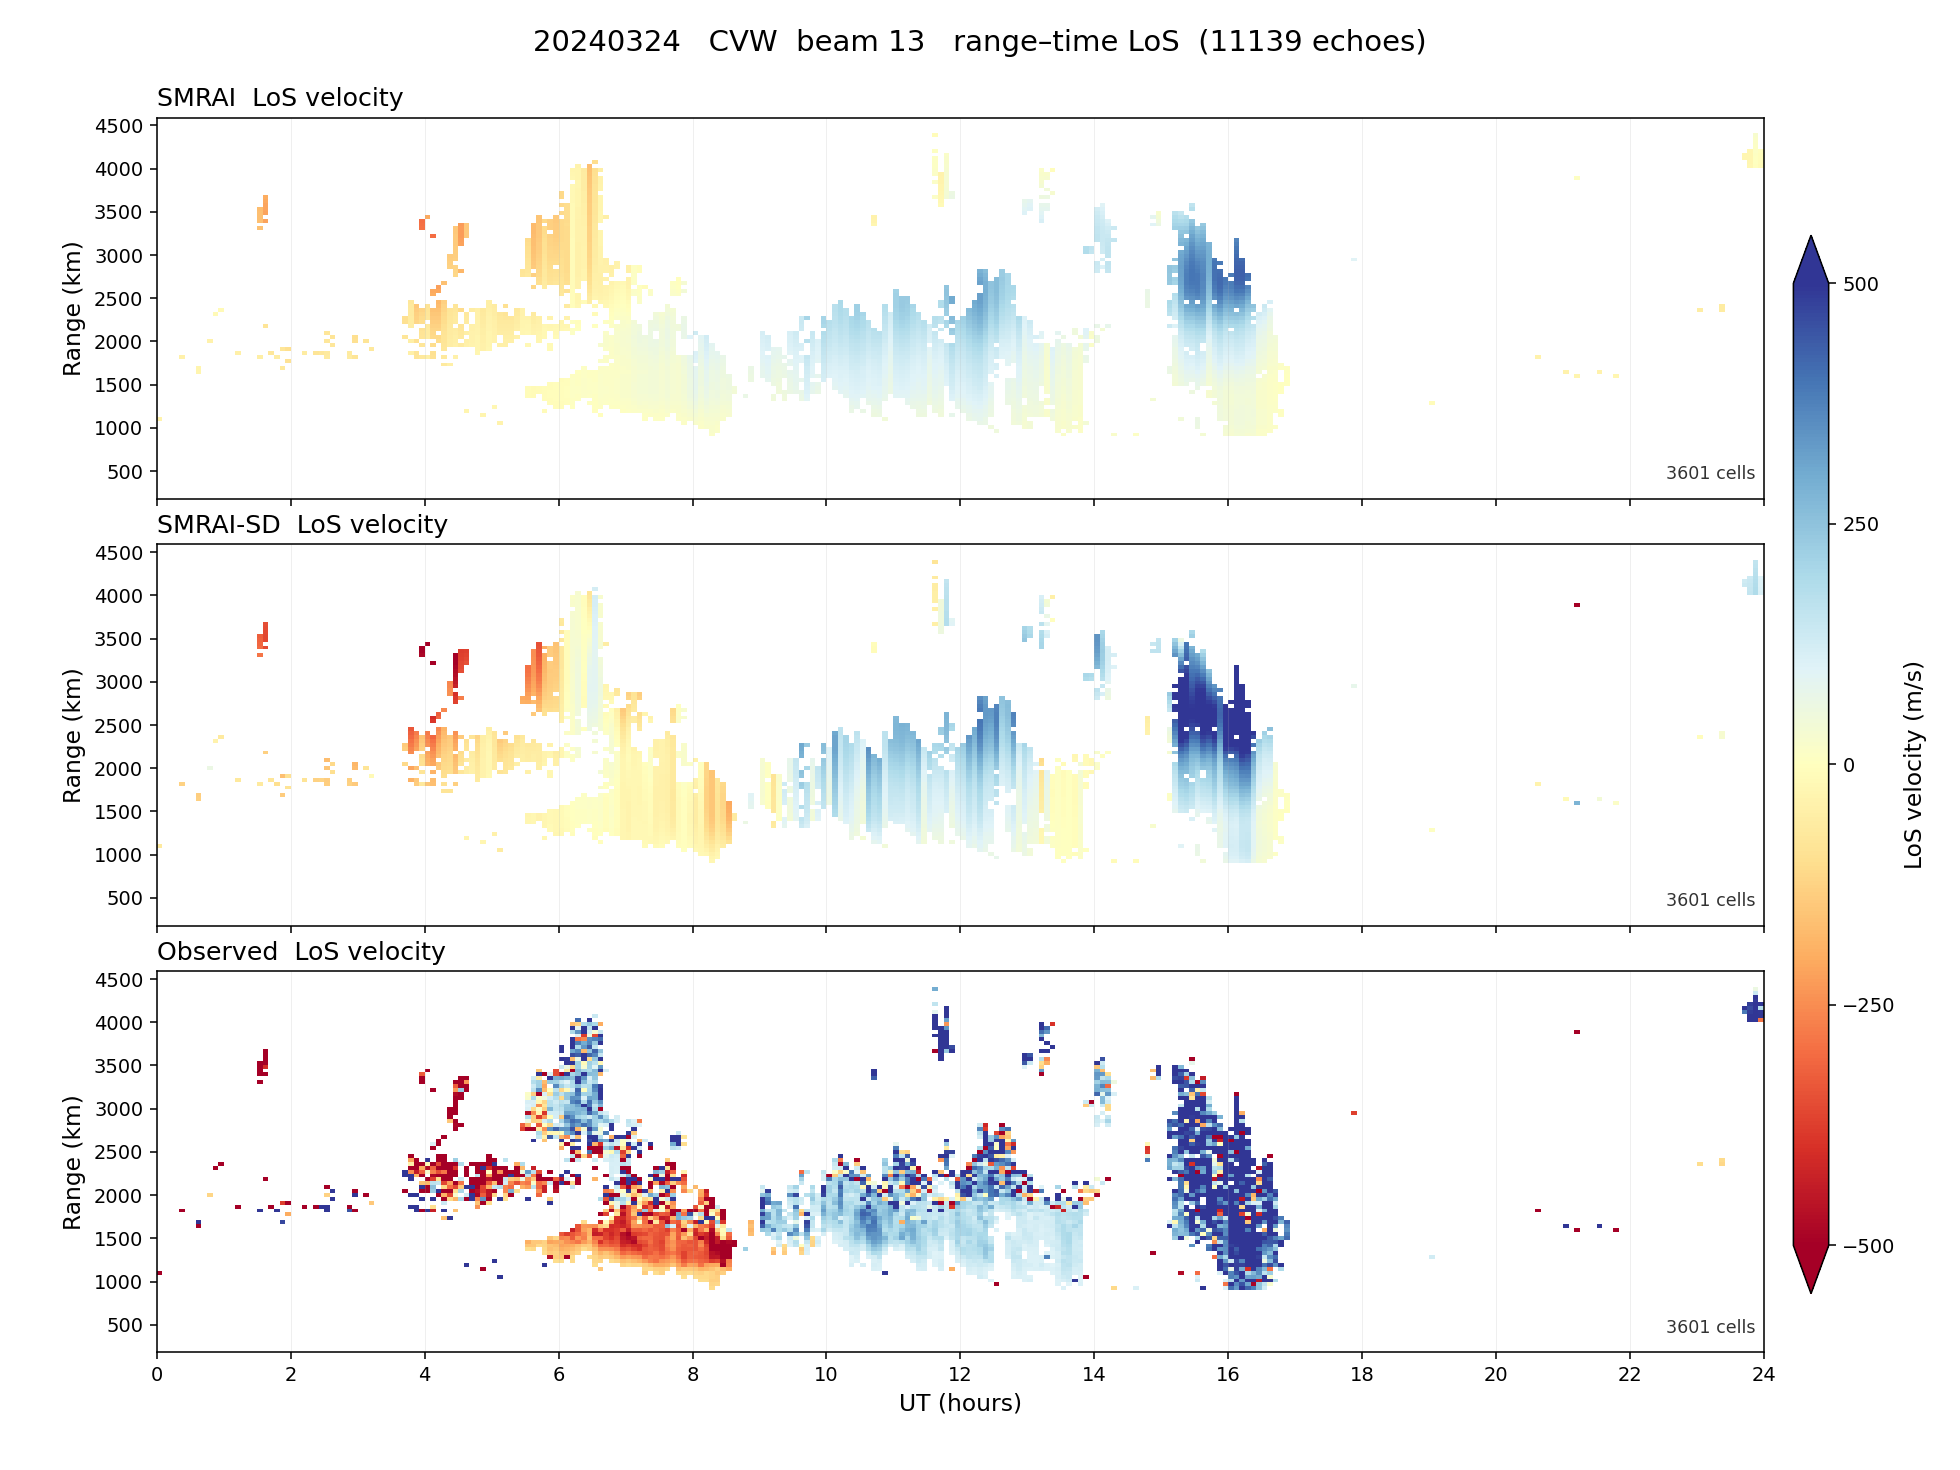 20240324 CVW beam 13 range–time LoS (11139 echoes)
SMRAI LoS velocity
4500
4000
3500
3000
2500
2000
1500
1000
500
Range (km)
3601 cells
SMRAI-SD LoS velocity
4500
4000
3500
3000
2500
2000
1500
1000
500
Range (km)
3601 cells
Observed LoS velocity
4500
4000
3500
3000
2500
2000
1500
1000
500
Range (km)
3601 cells
0 2 4 6 8 10 12 14 16 18 20 22 24
UT (hours)
500
250
0
−250
−500
LoS velocity (m/s)